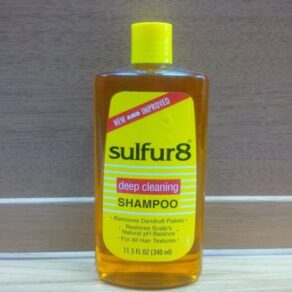 NEW AND IMPROVED
sulfur8®
deep cleaning
SHAMPOO
• Removes Dandruff Flakes •
• Restores Scalp's
Natural pH Balance •
• For All Hair Textures •
11.5 FL OZ (340 ml)